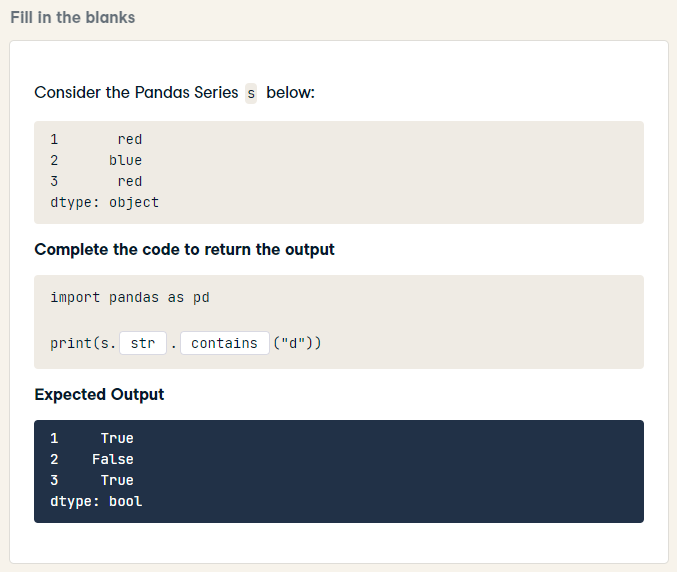 Fill in the blanks
Consider the Pandas Series s below:
1       red
2      blue
3       red
dtype: object
Complete the code to return the output
import pandas as pd
print(s. str . contains ("d"))
Expected Output
1     True
2    False
3     True
dtype: bool